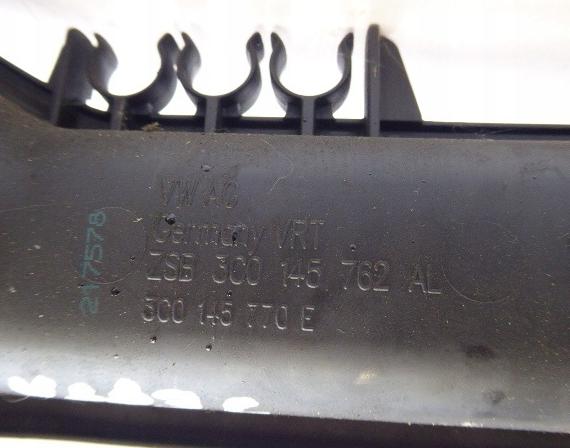 VW AG
Germany VRT
ZSB 3C0 145 762 AL
3C0 145 770 E
217578